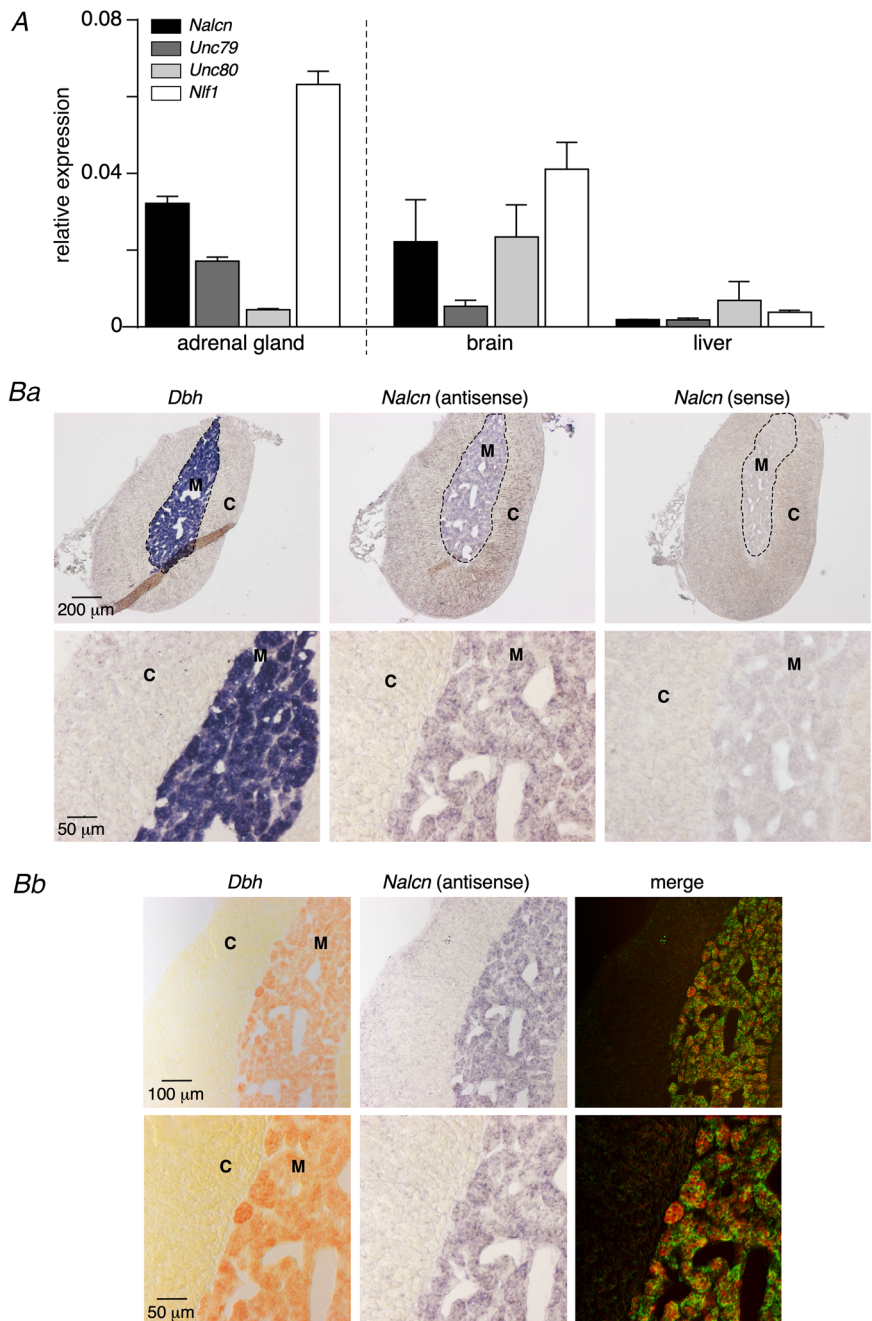 A
0.08
Nalcn
Unc79
Unc80
Nlf1
0.04
relative expression
0
adrenal gland
brain
liver
Ba
Dbh
Nalcn (antisense)
Nalcn (sense)
M
C
200 μm
M
C
M
C
C
M
50 μm
C
M
C
M
Bb
Dbh
Nalcn (antisense)
merge
C
M
100 μm
C
M
50 μm